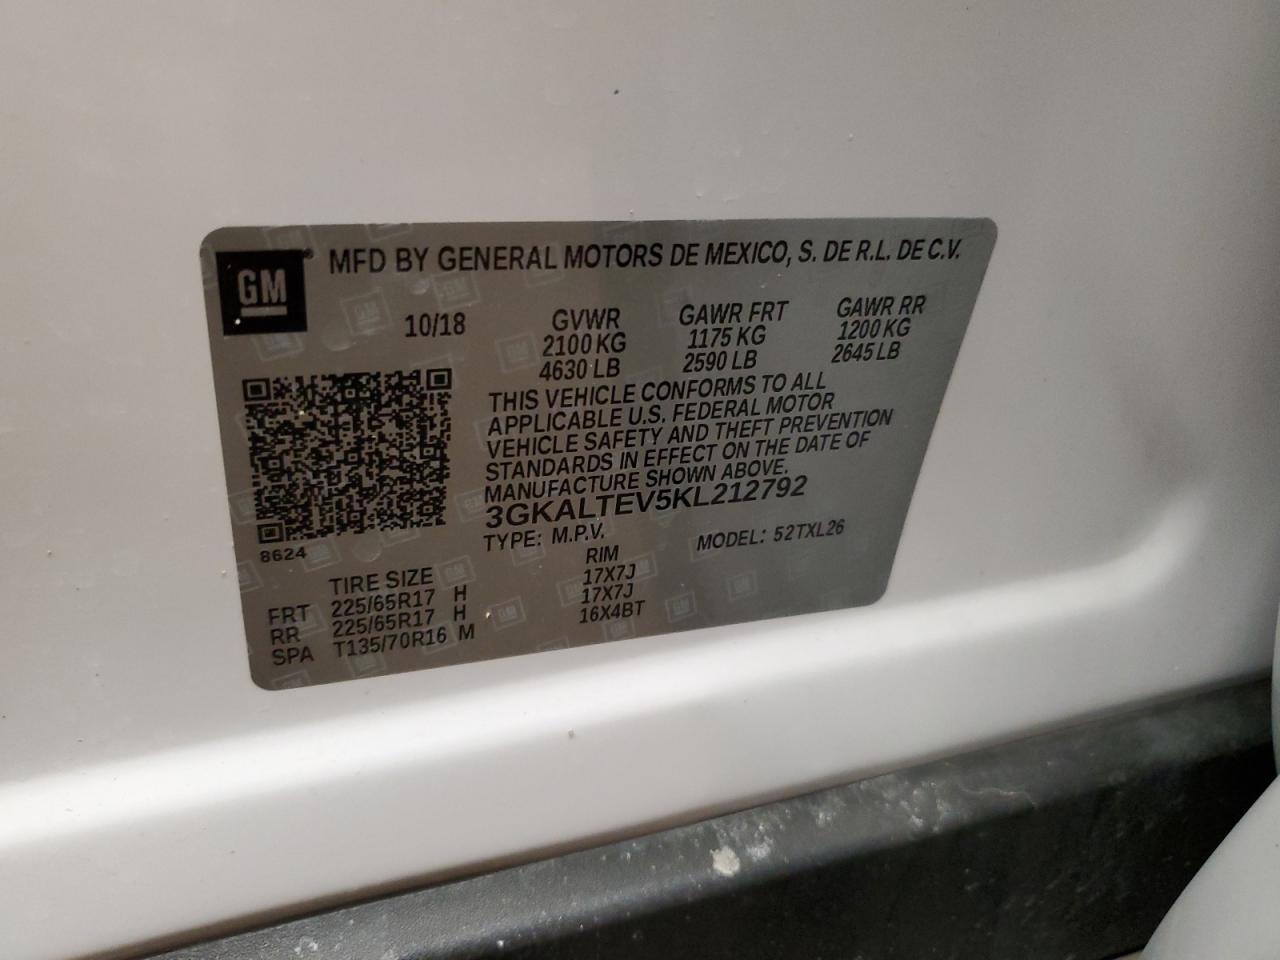 GM
MFD BY GENERAL MOTORS DE MEXICO, S. DE R.L. DE C.V.
10/18
GVWR GAWR FRT GAWR RR
2100 KG 1175 KG 1200 KG
4630 LB 2590 LB 2645 LB
THIS VEHICLE CONFORMS TO ALL
APPLICABLE U.S. FEDERAL MOTOR
VEHICLE SAFETY AND THEFT PREVENTION
STANDARDS IN EFFECT ON THE DATE OF
MANUFACTURE SHOWN ABOVE.
3GKALTEV5KL212792
8624
TYPE: M.P.V. MODEL: 52TXL26
TIRE SIZE RIM
FRT 225/65R17 H 17X7J
RR 225/65R17 H 17X7J
SPA T135/70R16 M 16X4BT